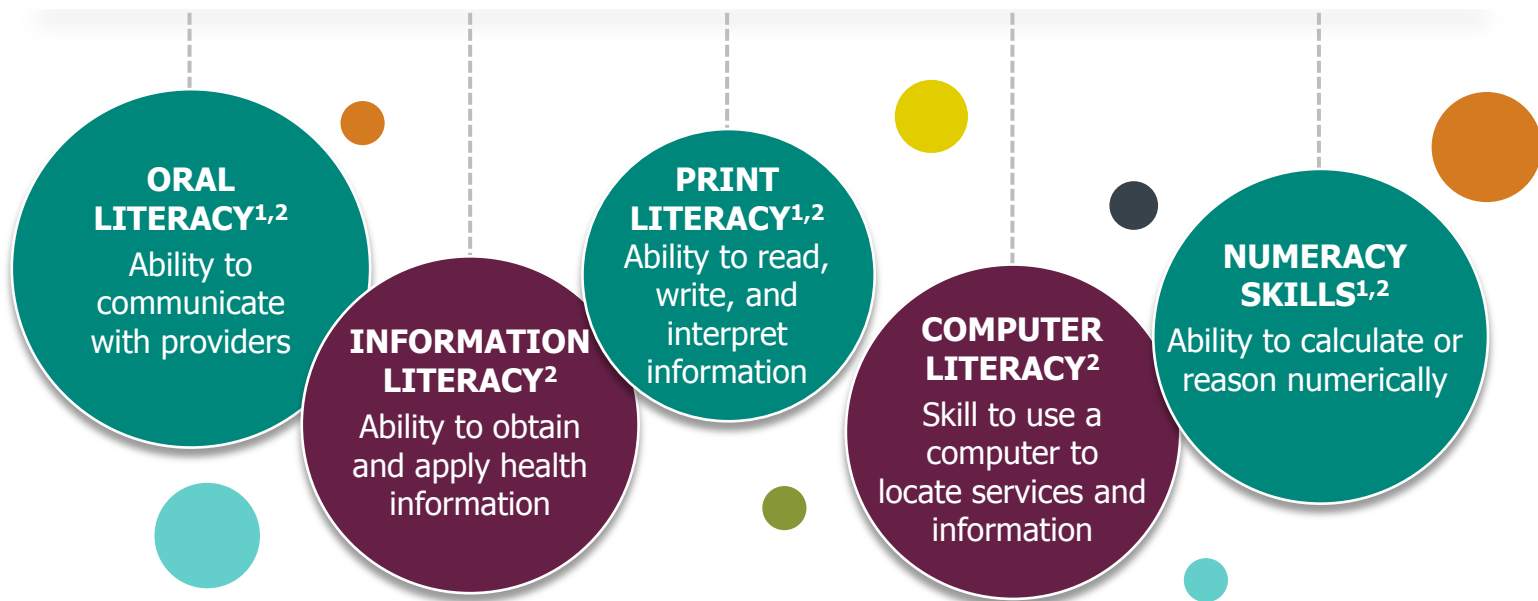 ORAL
LITERACY1,2
Ability to
communicate
with providers
INFORMATION
LITERACY2
Ability to obtain
and apply health
information
PRINT
LITERACY1,2
Ability to read,
write, and
interpret
information
COMPUTER
LITERACY2
Skill to use a
computer to
locate services and
information
NUMERACY
SKILLS1,2
Ability to calculate or
reason numerically